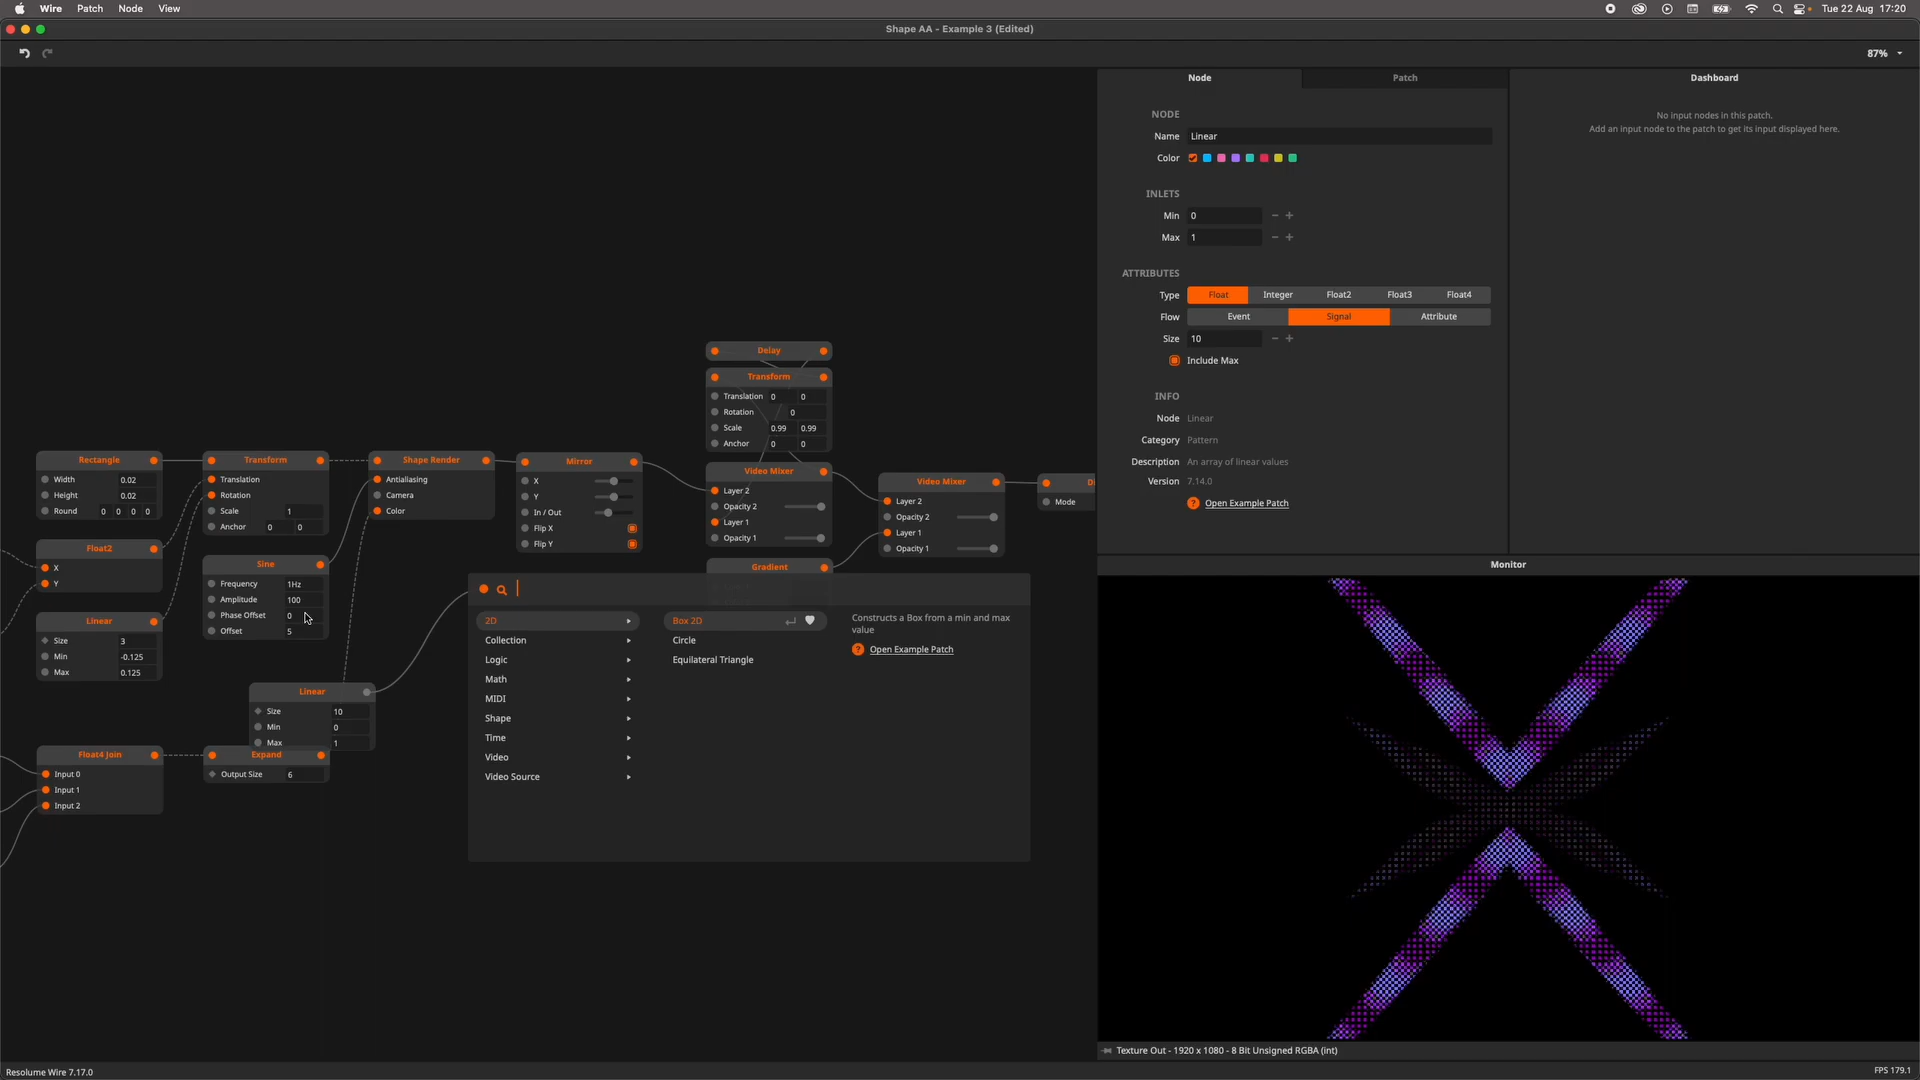 Wire Patch Node View
Tue 22 Aug 17:20
Shape AA - Example 3 (Edited)
87%
Node
Patch
Dashboard
NODE
Name Linear
Color
No input nodes in this patch.
Add an input node to the patch to get its input displayed here.
INLETS
Min 0 - +
Max 1 - +
ATTRIBUTES
Type Float Integer Float2 Float3 Float4
Flow Event Signal Attribute
Size 10 - +
Include Max
INFO
Node Linear
Category Pattern
Description An array of linear values
Version 7.14.0
? Open Example Patch
Delay
Transform
Translation 0 0
Rotation 0
Scale 0.99 0.99
Anchor 0 0
Rectangle
Width 0.02
Height 0.02
Round 0 0 0 0
Transform
Translation
Rotation
Scale 1
Anchor 0 0
Shape Render
Antialiasing
Camera
Color
Mirror
X
Y
In / Out
Flip X
Flip Y
Video Mixer
Layer 2
Opacity 2
Layer 1
Opacity 1
Video Mixer
Layer 2
Opacity 2
Layer 1
Opacity 1
Mode
Float2
X
Y
Sine
Frequency 1Hz
Amplitude 100
Phase Offset 0
Offset 5
Gradient
Linear
Size 3
Min -0.125
Max 0.125
Linear
Size 10
Min 0
Max 1
Float4 Join
Input 0
Input 1
Input 2
Expand
Output Size 6
2D
Collection
Logic
Math
MIDI
Shape
Time
Video
Video Source
Box 2D
Circle
Equilateral Triangle
Constructs a Box from a min and max
value
? Open Example Patch
Monitor
Texture Out - 1920 x 1080 - 8 Bit Unsigned RGBA (int)
Resolume Wire 7.17.0
FPS 179.1